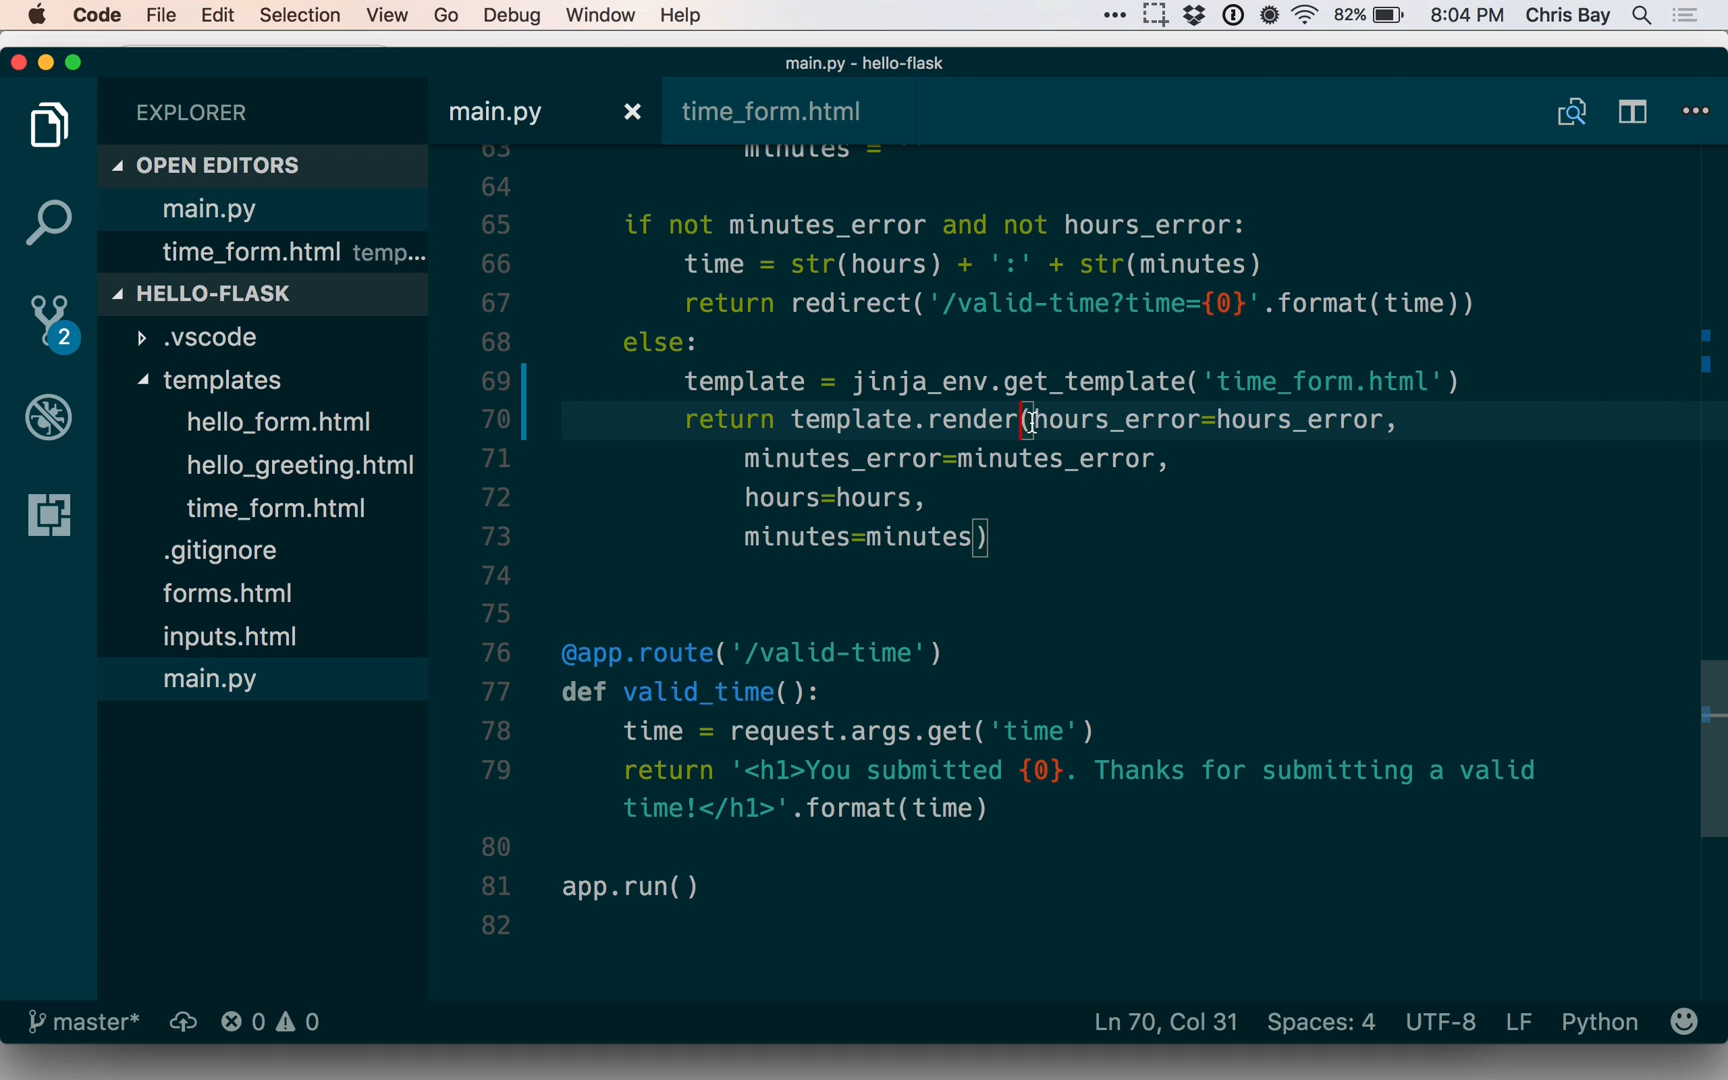 Code File Edit Selection View Go Debug Window Help 82% 8:04 PM Chris Bay
main.py - hello-flask
EXPLORER
OPEN EDITORS
main.py
time_form.html temp...
HELLO-FLASK
.vscode
templates
hello_form.html
hello_greeting.html
time_form.html
.gitignore
forms.html
inputs.html
main.py
2
main.py time_form.html
63 minutes = ''
64
65 if not minutes_error and not hours_error:
66 time = str(hours) + ':' + str(minutes)
67 return redirect('/valid-time?time={0}'.format(time))
68 else:
69 template = jinja_env.get_template('time_form.html')
70 return template.render(hours_error=hours_error,
71 minutes_error=minutes_error,
72 hours=hours,
73 minutes=minutes)
74
75
76 @app.route('/valid-time')
77 def valid_time():
78 time = request.args.get('time')
79 return '<h1>You submitted {0}. Thanks for submitting a valid
time!</h1>'.format(time)
80
81 app.run()
82
master* 0 0 Ln 70, Col 31 Spaces: 4 UTF-8 LF Python